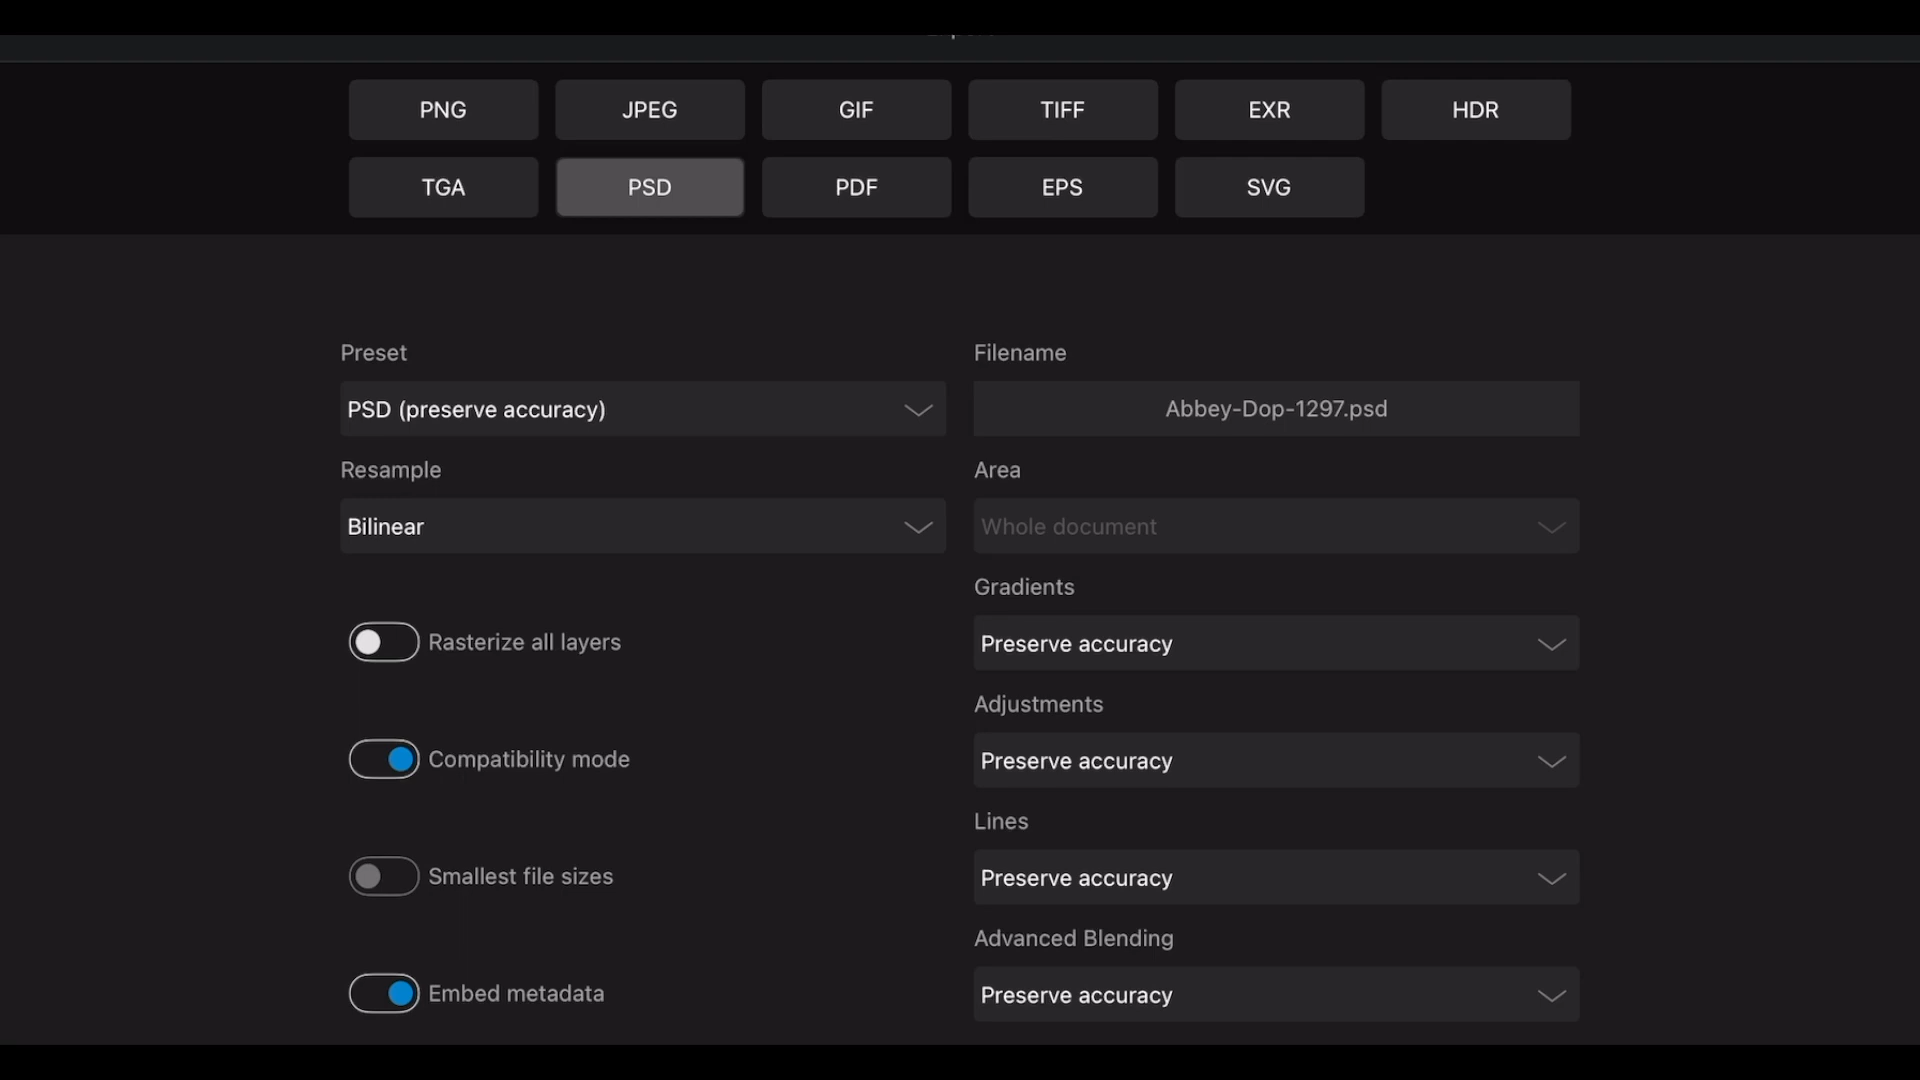 PNG JPEG GIF TIFF EXR HDR
TGA PSD PDF EPS SVG
Preset Filename
PSD (preserve accuracy) Abbey-Dop-1297.psd
Resample Area
Bilinear Whole document
Gradients
Rasterize all layers Preserve accuracy
Adjustments
Compatibility mode Preserve accuracy
Lines
Smallest file sizes Preserve accuracy
Advanced Blending
Embed metadata Preserve accuracy